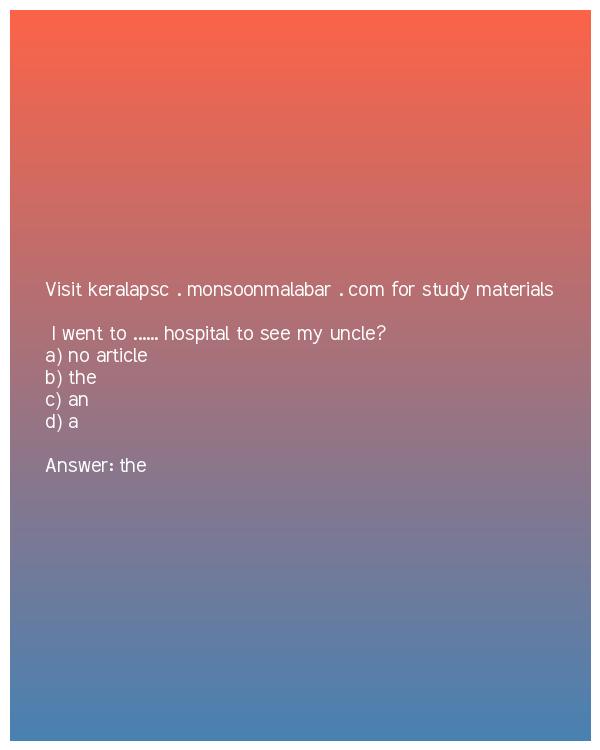 Visit keralapsc . monsoonmalabar . com for study materials
I went to ...... hospital to see my uncle?
a) no article
b) the
c) an
d) a
Answer: the